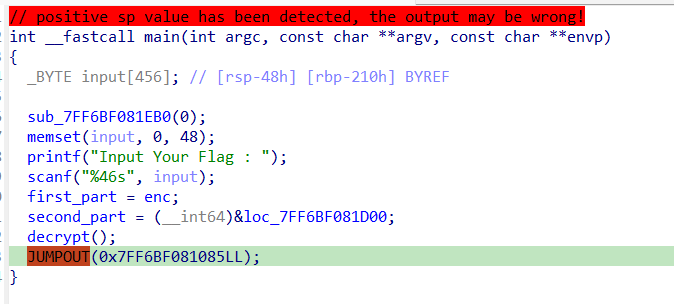 // positive sp value has been detected, the output may be wrong!
int __fastcall main(int argc, const char **argv, const char **envp)
{
  _BYTE input[456]; // [rsp-48h] [rbp-210h] BYREF
  sub_7FF6BF081EB0(0);
  memset(input, 0, 48);
  printf("Input Your Flag : ");
  scanf("%46s", input);
  first_part = enc;
  second_part = (__int64)&loc_7FF6BF081D00;
  decrypt();
  JUMPOUT(0x7FF6BF081085LL);
}